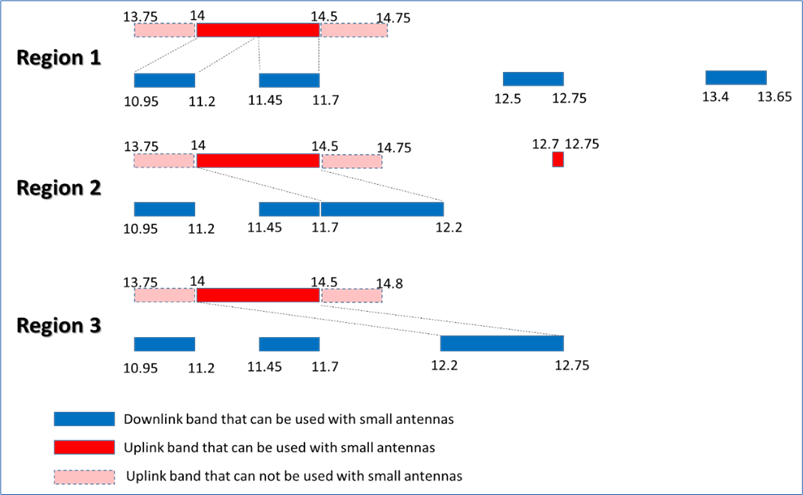 13.75 14 14.5 14.75
Region 1
10.95 11.2 11.45 11.7 12.5 12.75 13.4 13.65
13.75 14 14.5 14.75 12.7 12.75
Region 2
10.95 11.2 11.45 11.7 12.2
13.75 14 14.5 14.8
Region 3
10.95 11.2 11.45 11.7 12.2 12.75
Downlink band that can be used with small antennas
Uplink band that can be used with small antennas
Uplink band that can not be used with small antennas